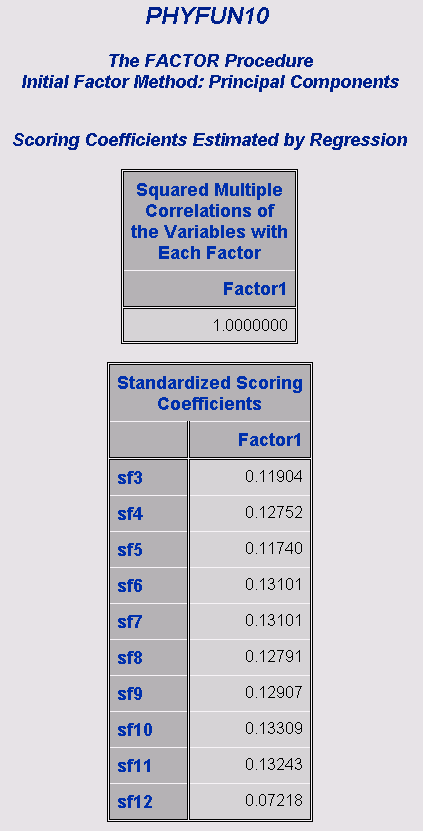 PHYFUN10
The FACTOR Procedure
Initial Factor Method: Principal Components
Scoring Coefficients Estimated by Regression
Squared Multiple
Correlations of
the Variables with
Each Factor
Factor1
1.0000000
Standardized Scoring
Coefficients
Factor1
sf3 0.11904
sf4 0.12752
sf5 0.11740
sf6 0.13101
sf7 0.13101
sf8 0.12791
sf9 0.12907
sf10 0.13309
sf11 0.13243
sf12 0.07218